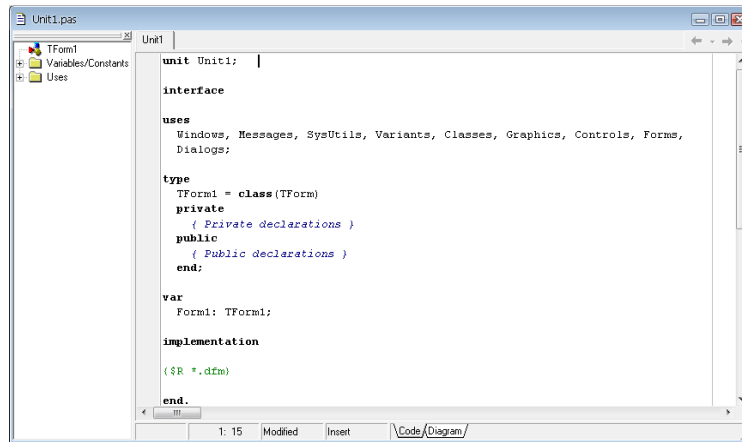 Unit1.pas
TForm1
Variables/Constants
Uses
Unit1
unit Unit1;
interface
uses
Windows, Messages, SysUtils, Variants, Classes, Graphics, Controls, Forms,
Dialogs;
type
TForm1 = class(TForm)
private
{ Private declarations }
public
{ Public declarations }
end;
var
Form1: TForm1;
implementation
{$R *.dfm}
end.
1: 15 Modified Insert Code Diagram